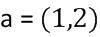 a = (1,2)